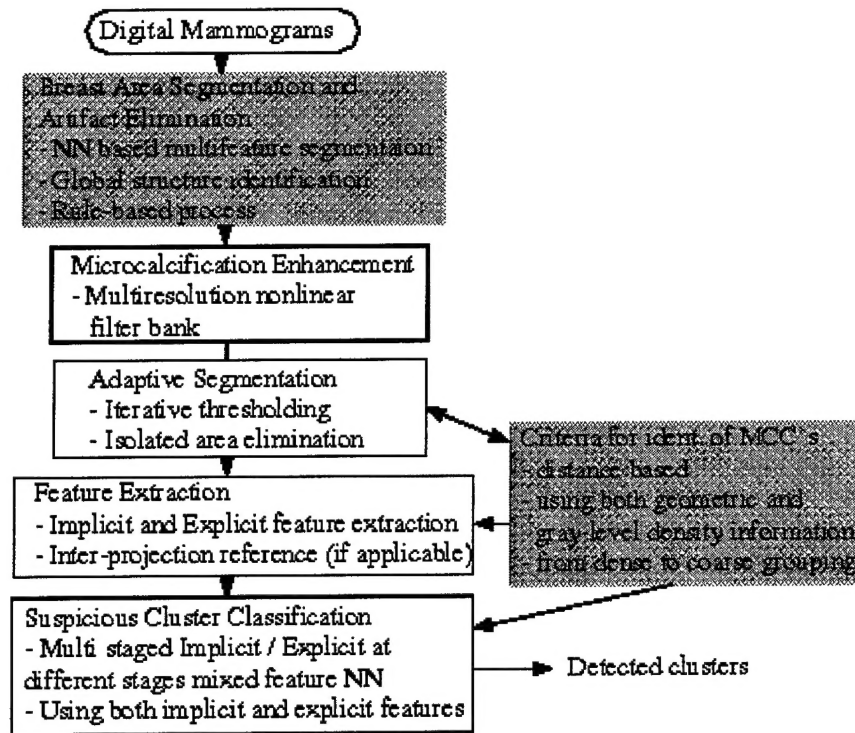 Digital Mammograms
Breast Area Segmentation and
Artifact Elimination
- NN based multifeature segmentaion
- Global structure identification
- Rule-based process
Microcalcification Enhancement
- Multiresolution nonlinear
filter bank
Adaptive Segmentation
- Iterative thresholding
- Isolated area elimination
Criteria for ident. of MCC's
- distance based
- using both geometric and
gray-level density information
- from dense to coarse grouping
Feature Extraction
- Implicit and Explicit feature extraction
- Inter-projection reference (if applicable)
Suspicious Cluster Classification
- Multi staged Implicit / Explicit at
different stages mixed feature NN
- Using both implicit and explicit features
Detected clusters